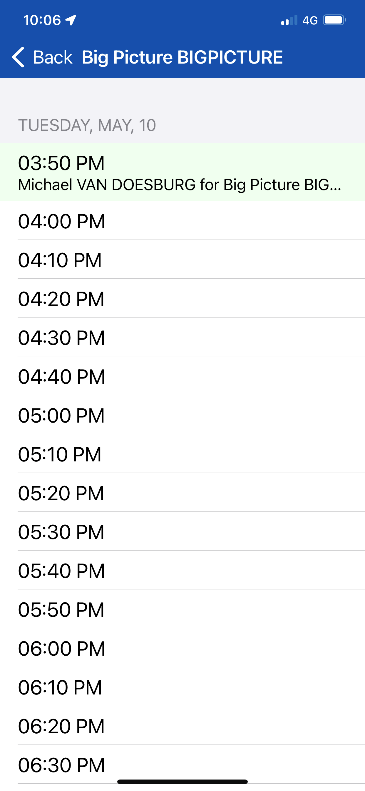 10:06
4G
Back Big Picture BIGPICTURE
TUESDAY, MAY, 10
03:50 PM
Michael VAN DOESBURG for Big Picture BIG...
04:00 PM
04:10 PM
04:20 PM
04:30 PM
04:40 PM
05:00 PM
05:10 PM
05:20 PM
05:30 PM
05:40 PM
05:50 PM
06:00 PM
06:10 PM
06:20 PM
06:30 PM